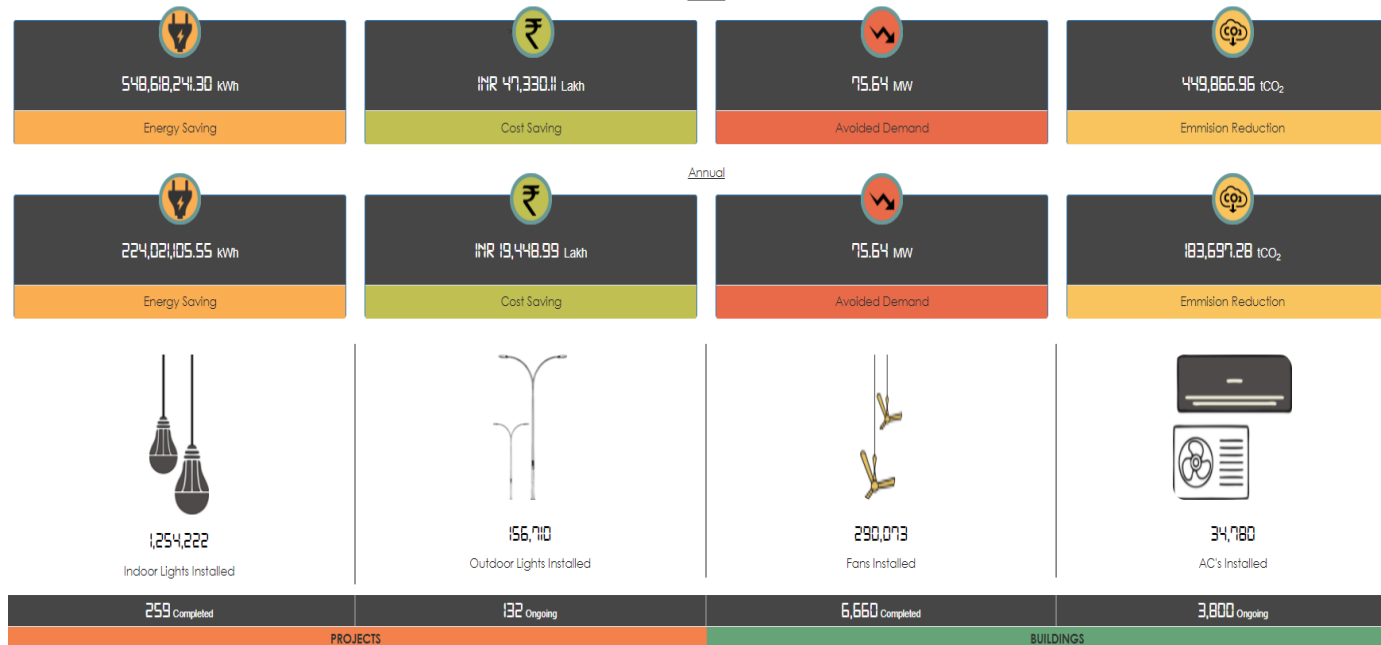 548,618,241.30 kWh
INR 47,330.11 Lakh
75.64 MW
449,866.96 tCO₂
Energy Saving
Cost Saving
Avoided Demand
Emmision Reduction
Annual
224,021,105.55 kWh
INR 19,448.99 Lakh
75.64 MW
183,697.28 tCO₂
Energy Saving
Cost Saving
Avoided Demand
Emmision Reduction
1,254,222
Indoor Lights Installed
156,710
Outdoor Lights Installed
290,073
Fans Installed
34,780
AC's Installed
259 Completed
132 Ongoing
6,660 Completed
3,800 Ongoing
PROJECTS
BUILDINGS